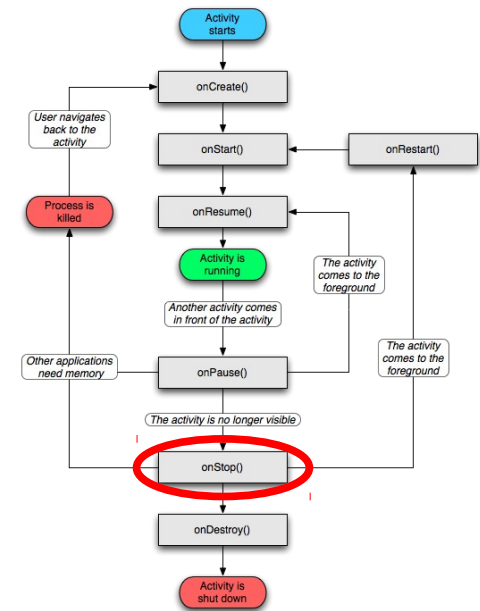 Activity
starts
onCreate()
User navigates
back to the
activity
onStart()
onRestart()
Process is
killed
onResume()
Activity is
running
The activity
comes to the
foreground
Another activity comes
in front of the activity
The activity
comes to the
foreground
Other applications
need memory
onPause()
The activity is no longer visible
onStop()
onDestroy()
Activity is
shut down